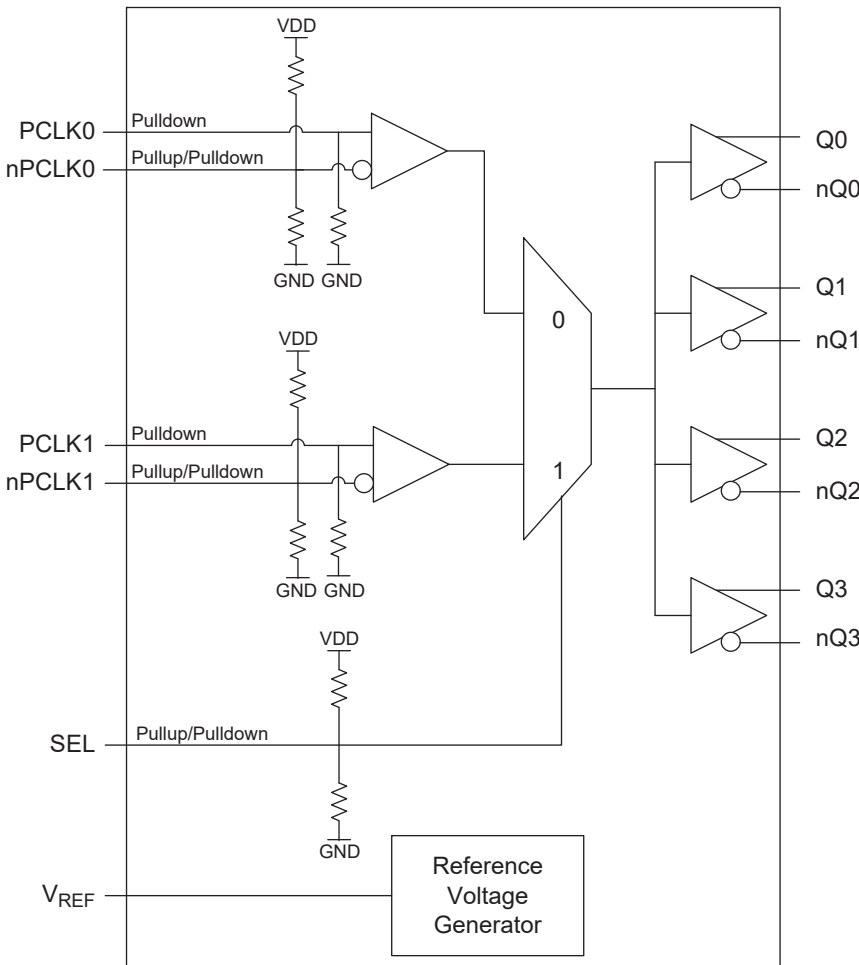 VDD
PCLK0
Pulldown
nPCLK0
Pullup/Pulldown
GND
GND
Q0
nQ0
0
Q1
nQ1
VDD
PCLK1
Pulldown
nPCLK1
Pullup/Pulldown
1
GND
GND
Q2
nQ2
Q3
nQ3
VDD
SEL
Pullup/Pulldown
GND
VREF
Reference
Voltage
Generator